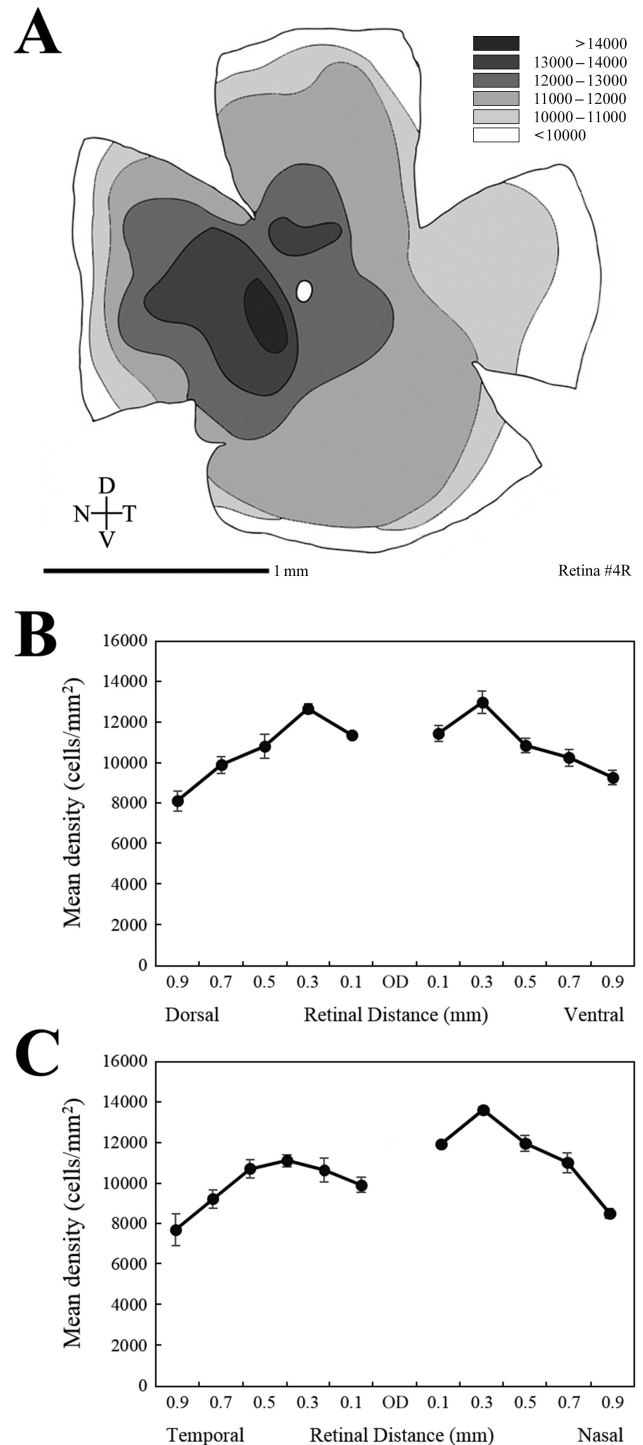 A
>14000
13000–14000
12000–13000
11000–12000
10000–11000
<10000
D
N T
V
1 mm
Retina #4R
B
Mean density (cells/mm²)
16000
14000
12000
10000
8000
6000
4000
2000
0
0.9 0.7 0.5 0.3 0.1 OD 0.1 0.3 0.5 0.7 0.9
Dorsal Retinal Distance (mm) Ventral
C
Mean density (cells/mm²)
16000
14000
12000
10000
8000
6000
4000
2000
0
0.9 0.7 0.5 0.3 0.1 OD 0.1 0.3 0.5 0.7 0.9
Temporal Retinal Distance (mm) Nasal